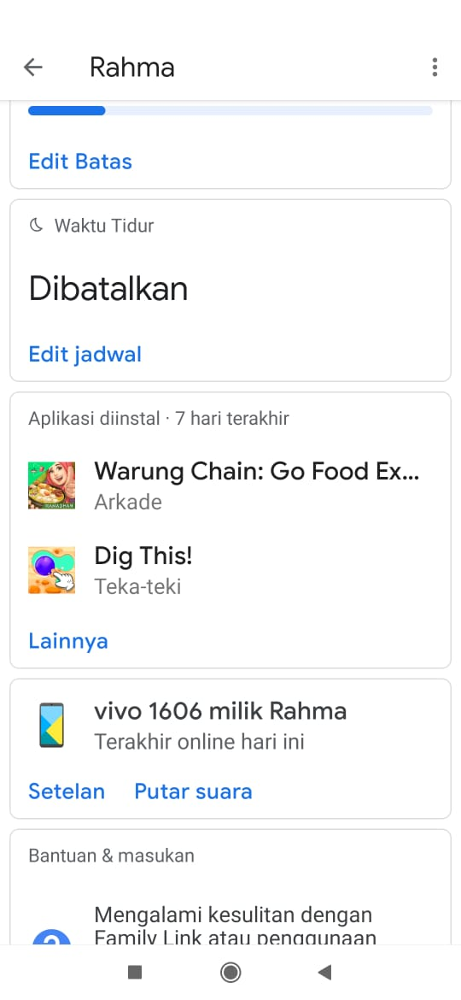 Rahma
Edit Batas
Waktu Tidur
Dibatalkan
Edit jadwal
Aplikasi diinstal · 7 hari terakhir
Warung Chain: Go Food Ex...
Arkade
RAMADHAN
Dig This!
Teka-teki
Lainnya
vivo 1606 milik Rahma
Terakhir online hari ini
Setelan Putar suara
Bantuan & masukan
Mengalami kesulitan dengan
Family Link atau penggunaan